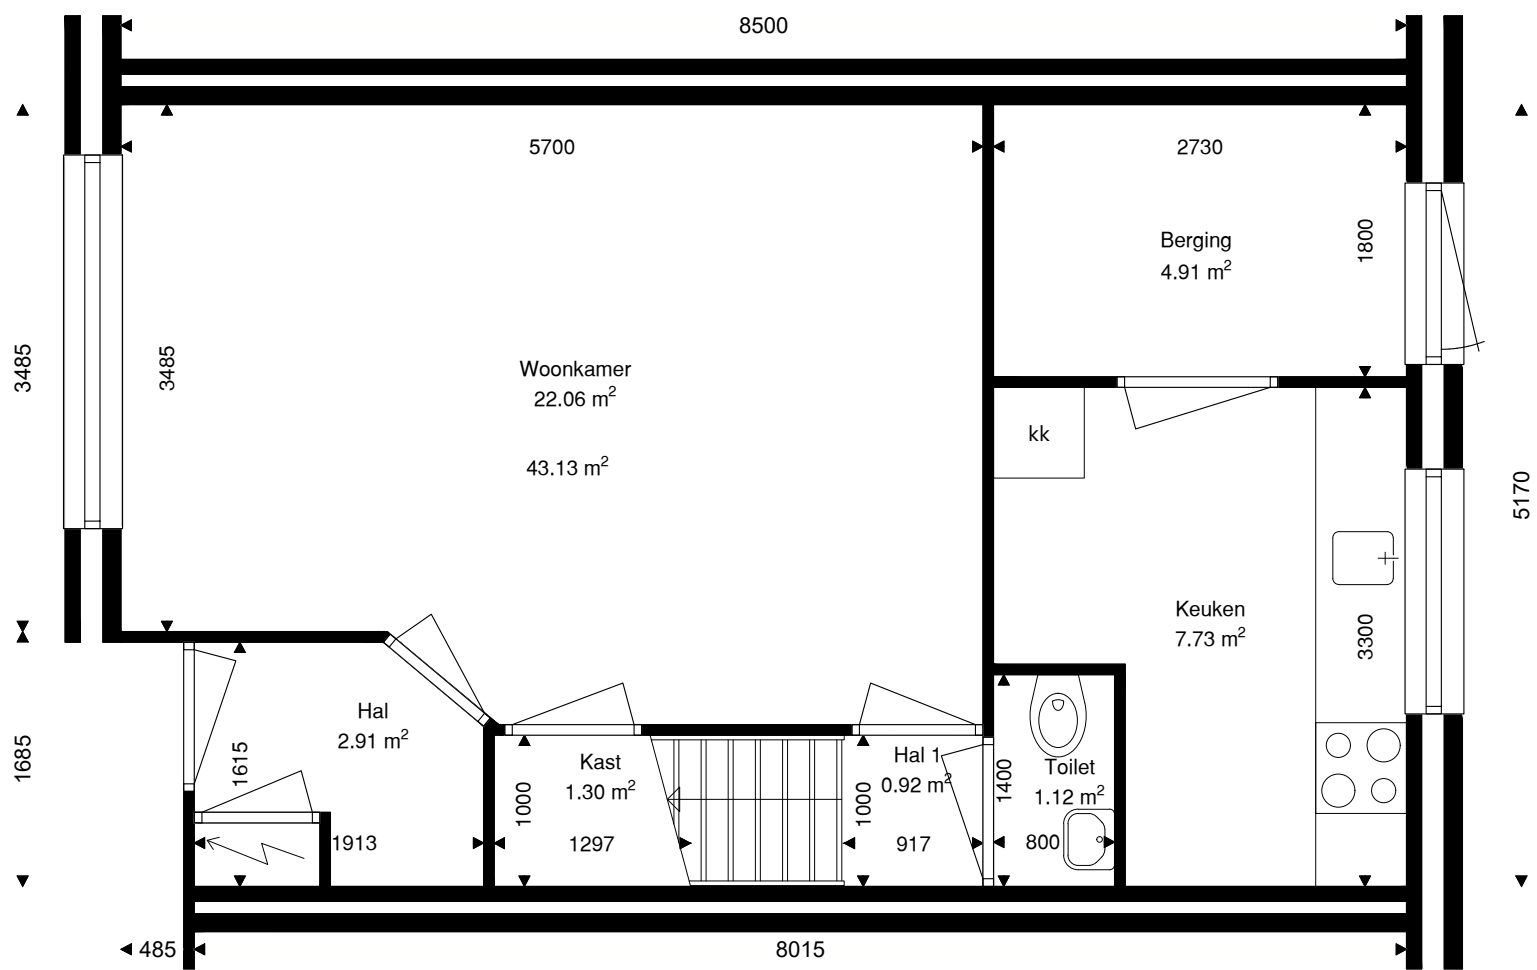 8500
5700
2730
Berging
4.91 m²
1800
3485
3485
Woonkamer
22.06 m²
43.13 m²
kk
5170
Keuken
7.73 m²
3300
Hal
2.91 m²
1685
1615
Kast
1.30 m²
1000
Hal 1
0.92 m²
1000
Toilet
1.12 m²
1400
1913
1297
917
800
485
8015